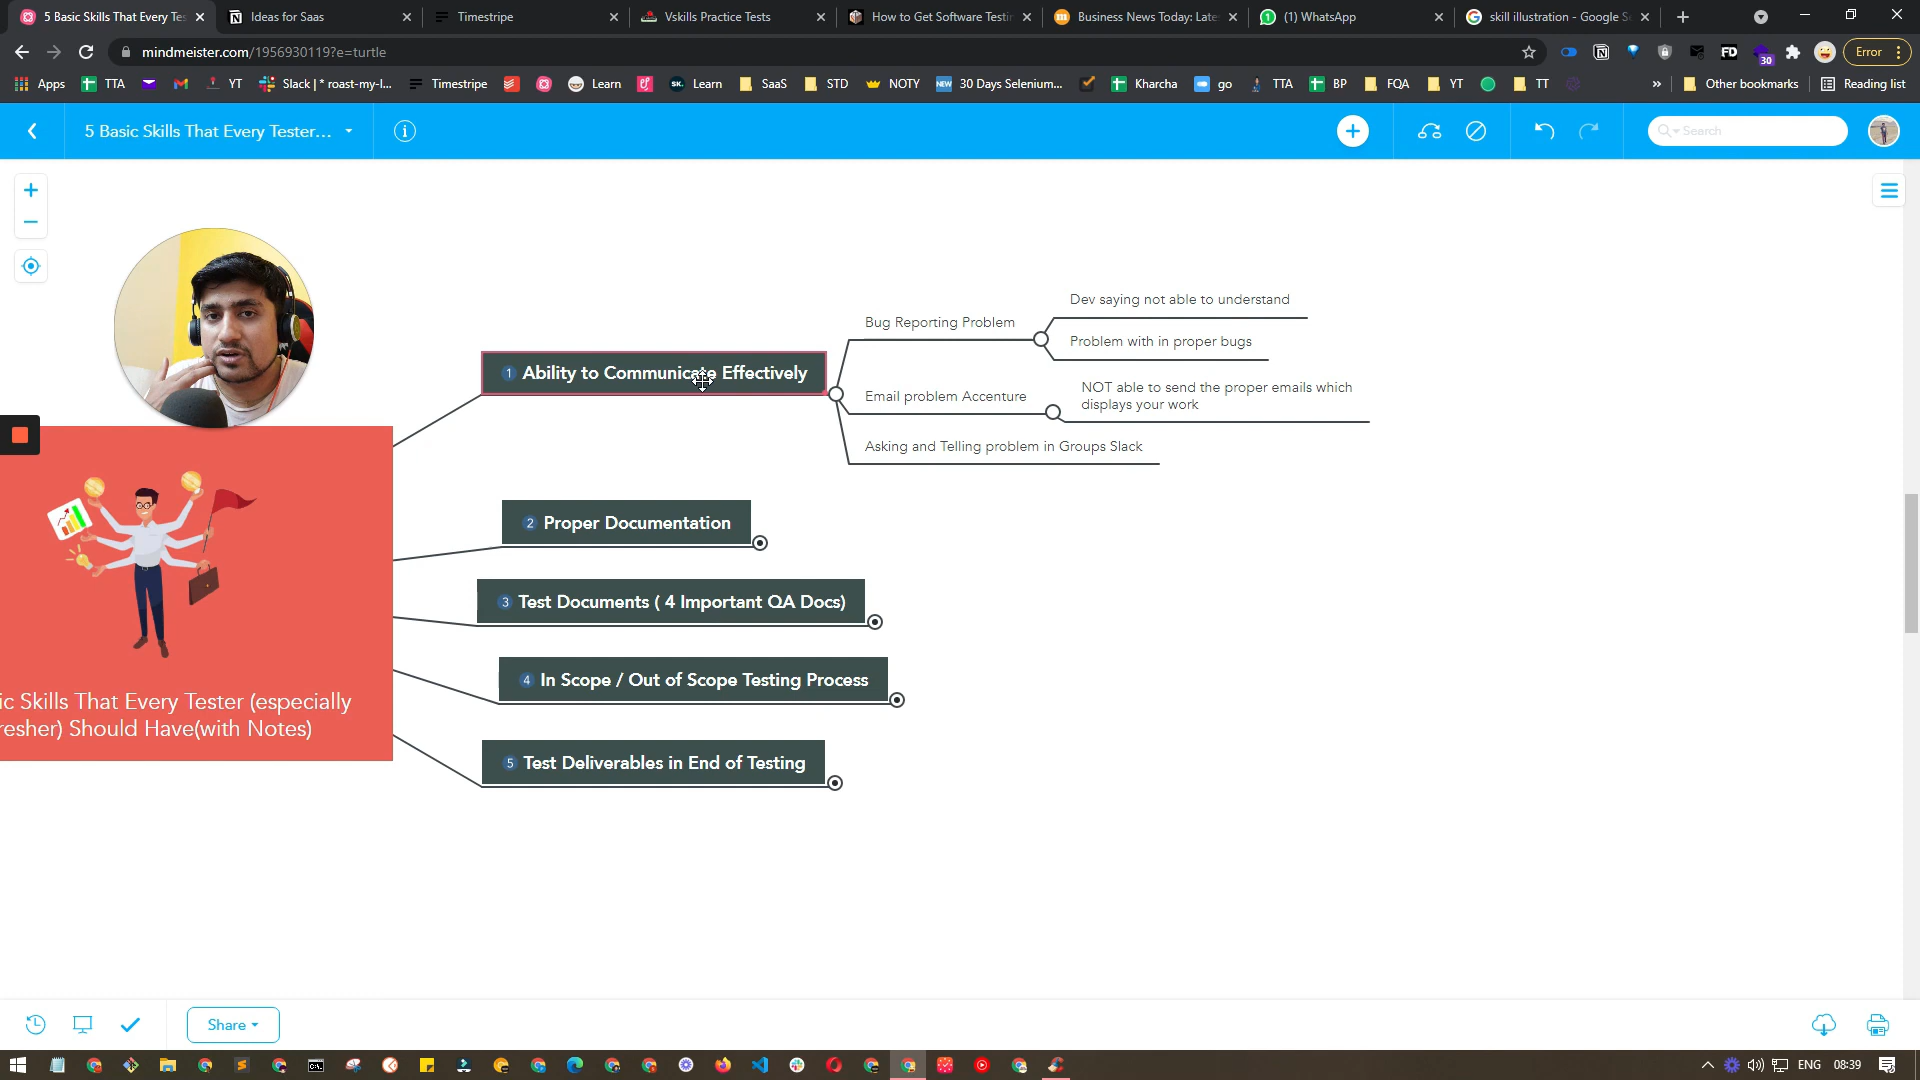 5 Basic Skills That Every Tes
Ideas for Saas
Timestripe
Vskills Practice Tests
How to Get Software Testin
Business News Today: Late
(1) WhatsApp
skill illustration - Google Se
mindmeister.com/1956930119?e=turtle
FD
30
Error
Apps
TTA
YT
Slack | * roast-my-l...
Timestripe
Learn
Learn
SaaS
STD
NOTY
NEW
30 Days Selenium...
Kharcha
go
TTA
BP
FQA
YT
TT
Other bookmarks
Reading list
5 Basic Skills That Every Tester...
Search
Dev saying not able to understand
Bug Reporting Problem
Problem with in proper bugs
1 Ability to Communicate Effectively
NOT able to send the proper emails which
displays your work
Email problem Accenture
Asking and Telling problem in Groups Slack
2 Proper Documentation
3 Test Documents ( 4 Important QA Docs)
4 In Scope / Out of Scope Testing Process
ic Skills That Every Tester (especially
resher) Should Have(with Notes)
5 Test Deliverables in End of Testing
Share
ENG
08:39